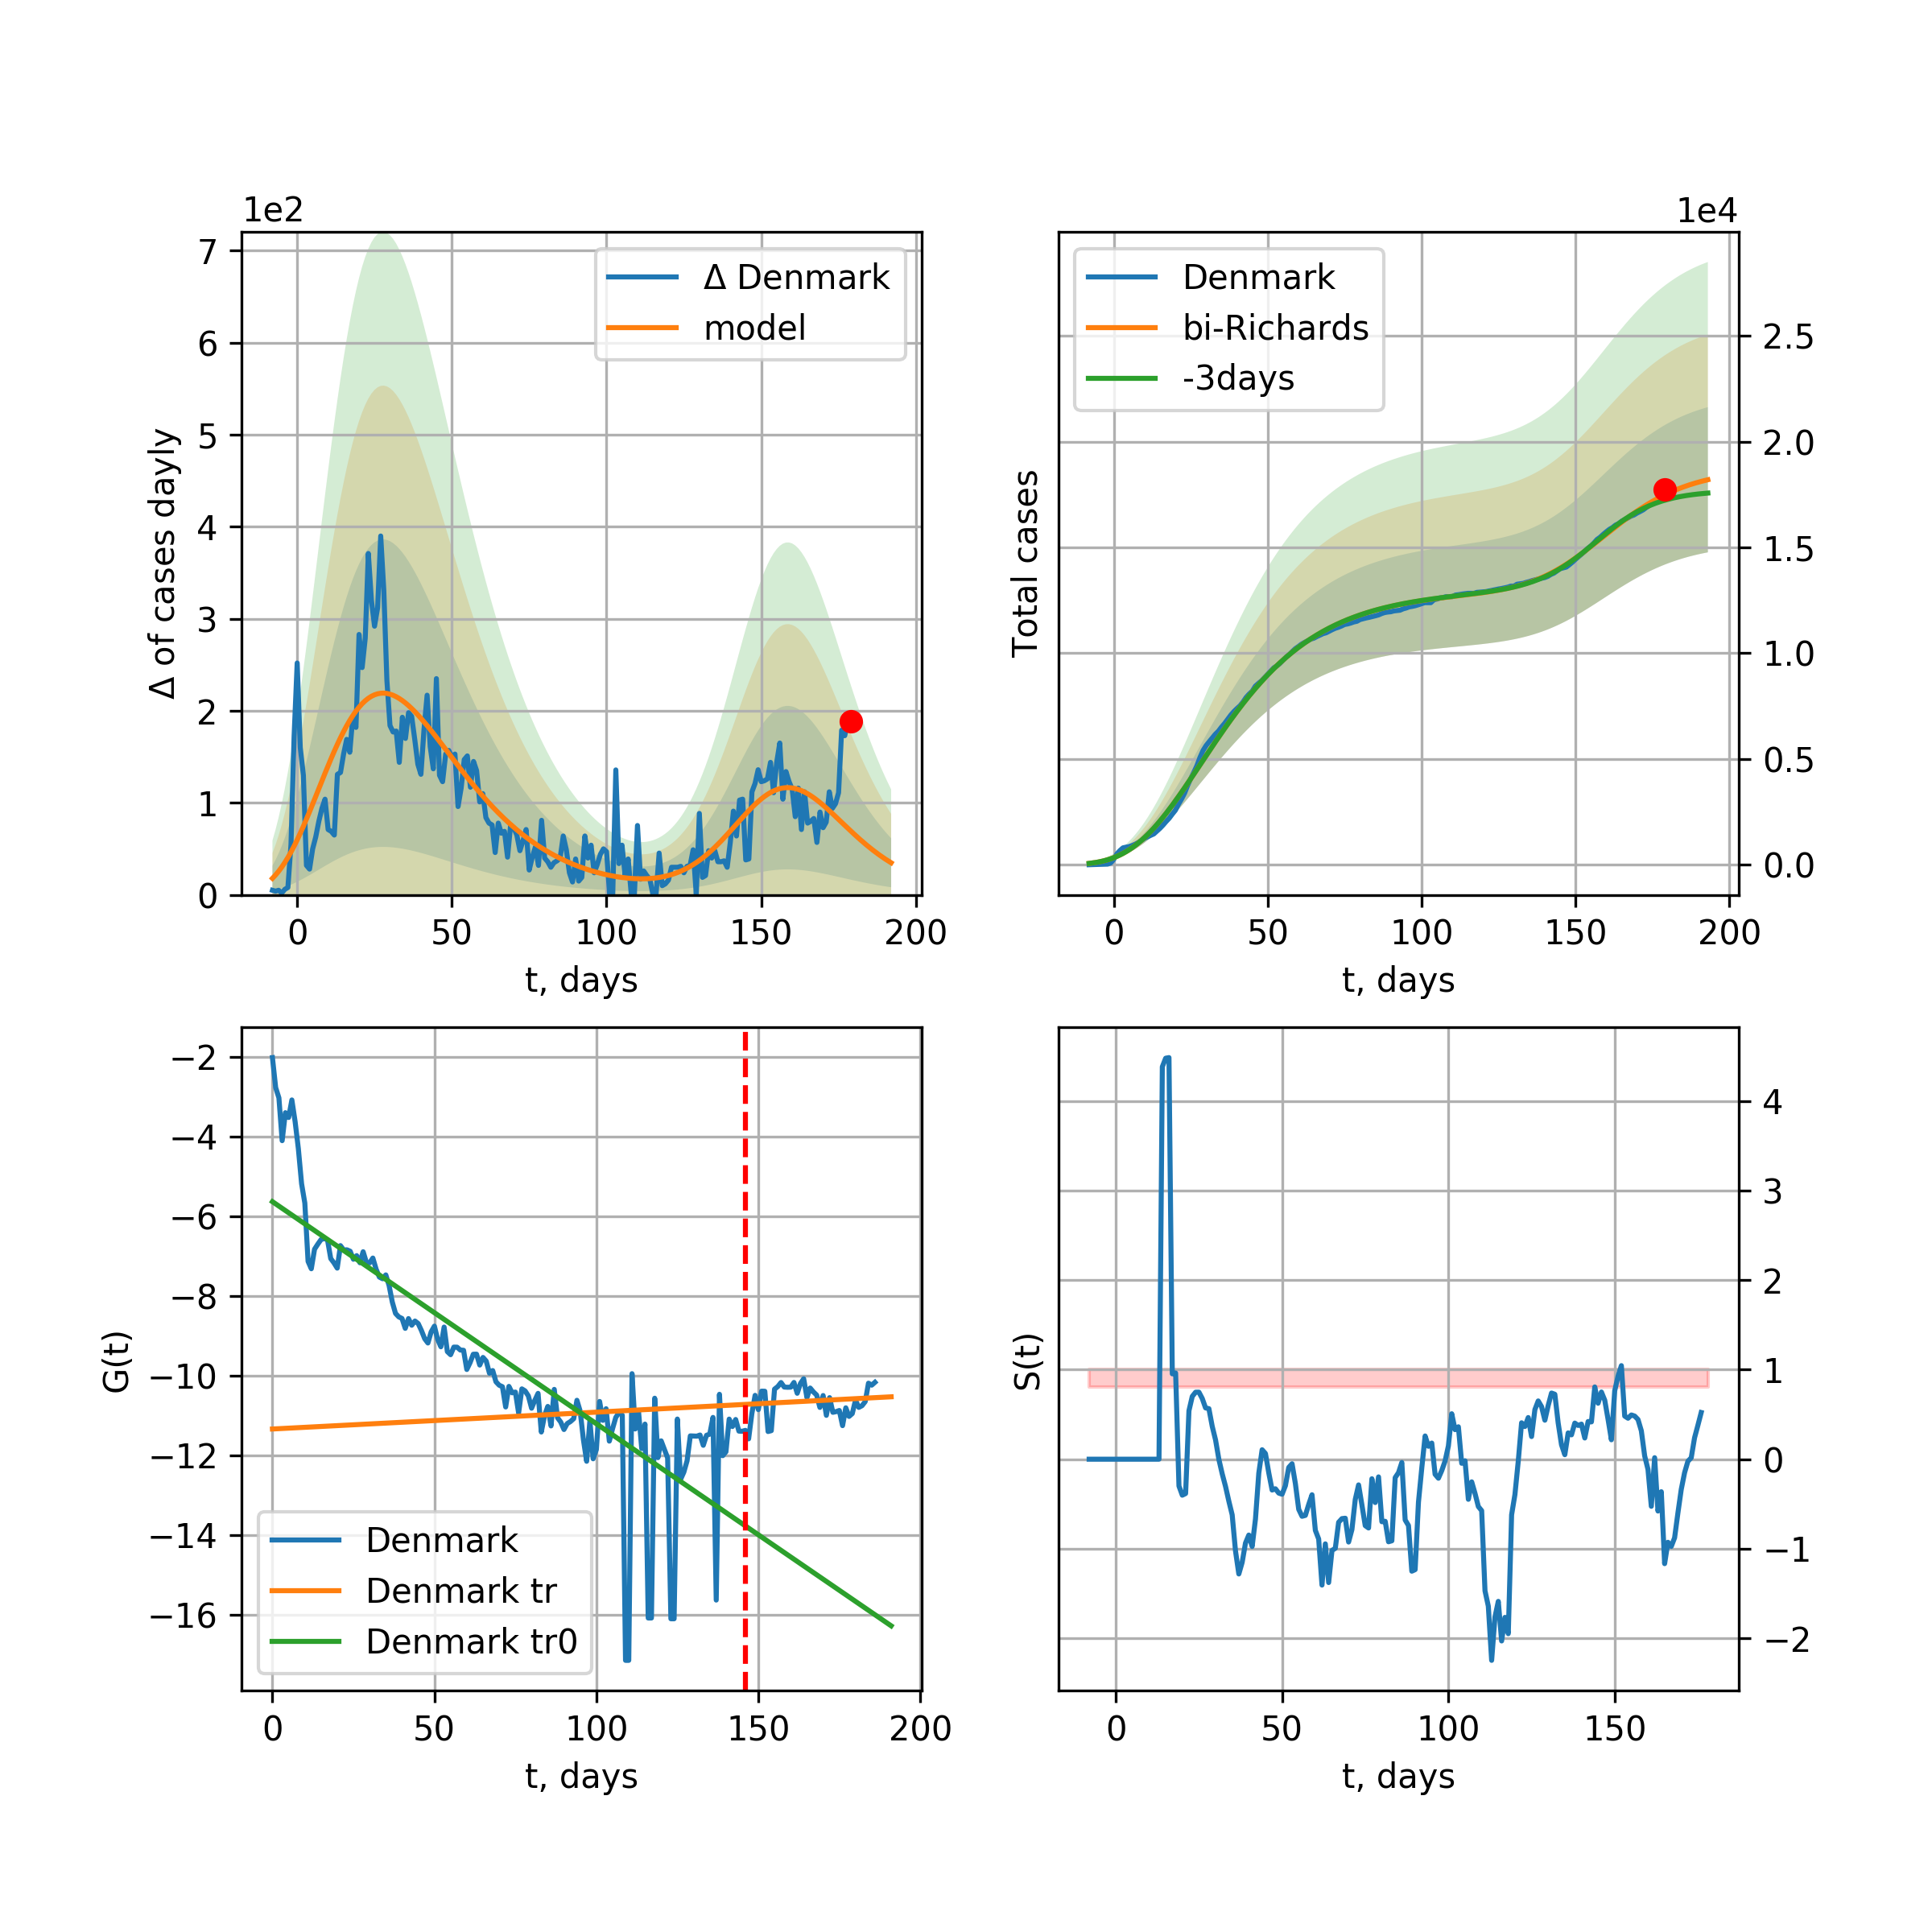 1e2
7
6
5
4
3
2
1
0
Δ of cases dayly
Δ Denmark
model
0 50 100 150 200
t, days
1e4
Denmark
bi-Richards
-3days
2.5
2.0
1.5
1.0
0.5
0.0
Total cases
0 50 100 150 200
t, days
−2
−4
−6
−8
−10
−12
−14
−16
G(t)
Denmark
Denmark tr
Denmark tr0
0 50 100 150 200
t, days
4
3
2
1
0
−1
−2
S(t)
0 50 100 150
t, days